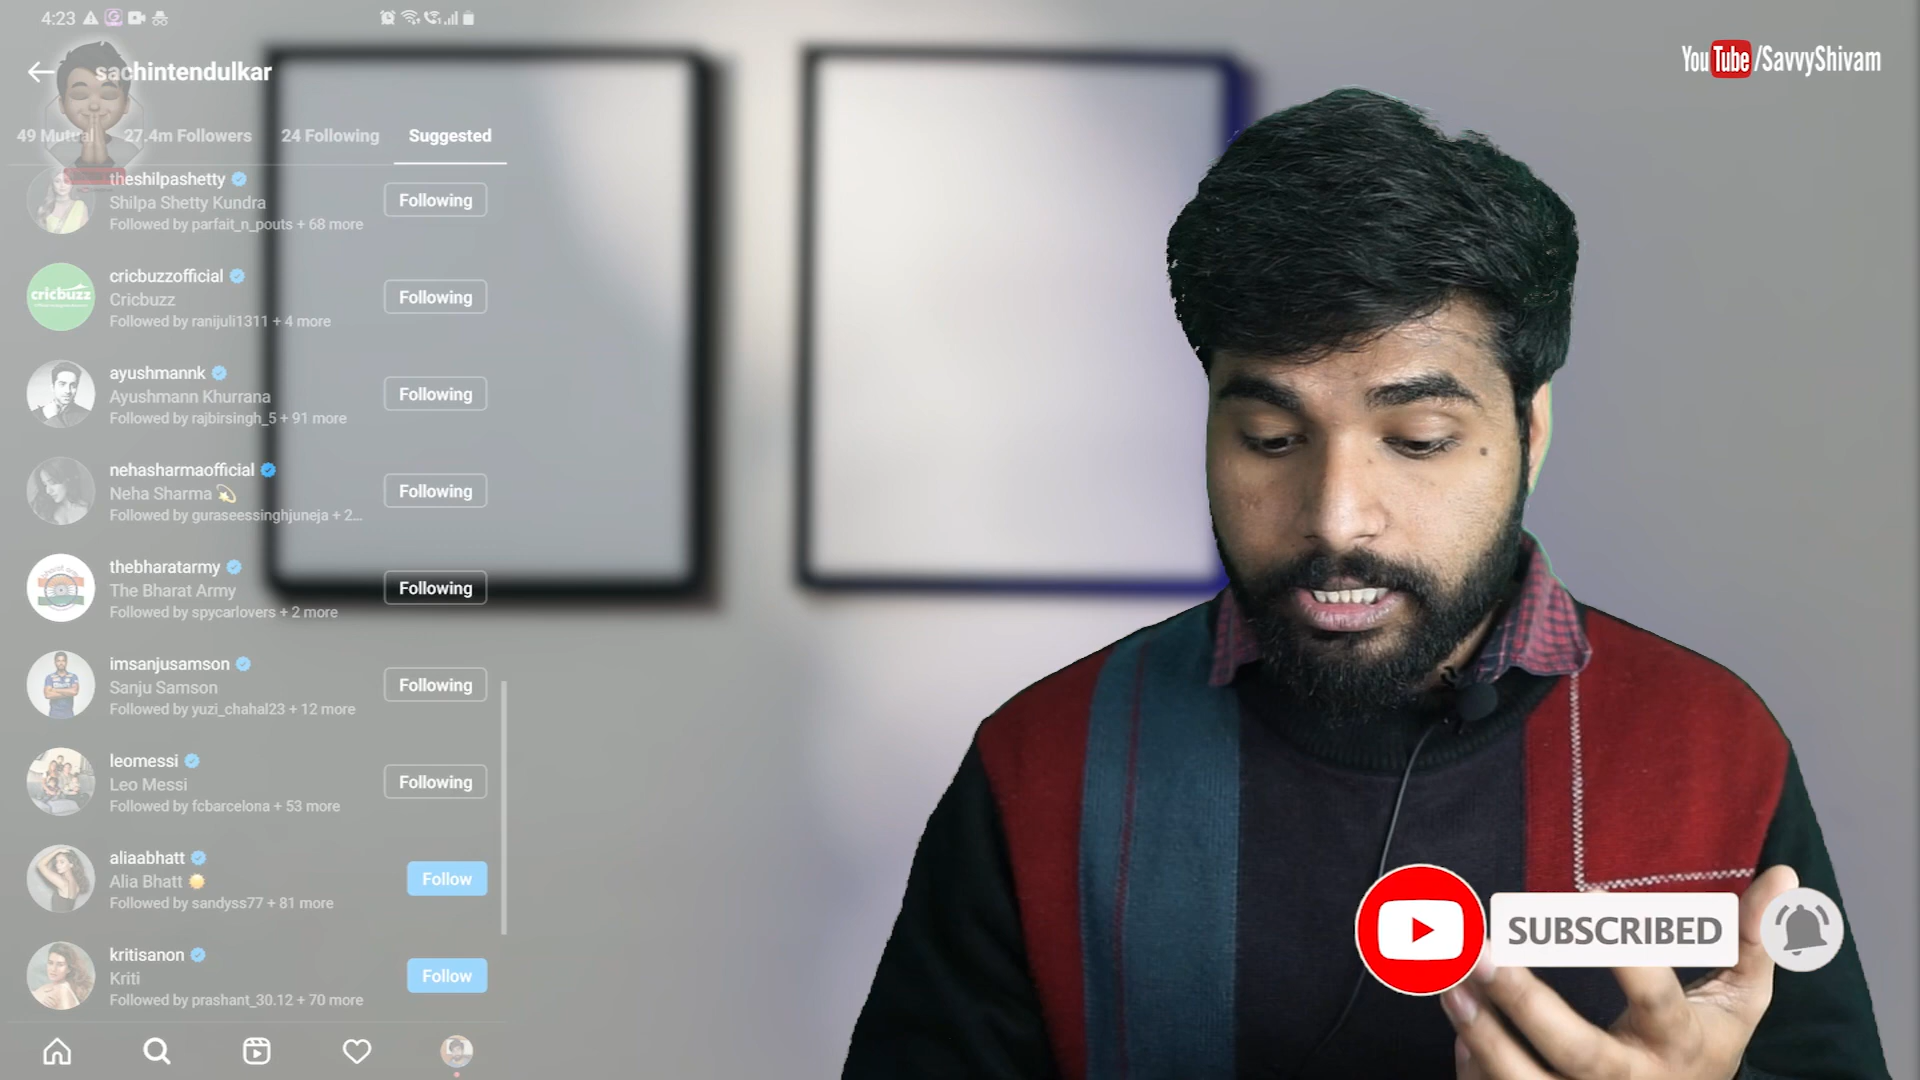 4:23
YouTube/SavvyShivam
sachintendulkar
49 Mutual
27.4m Followers
24 Following
Suggested
theshilpashetty
Shilpa Shetty Kundra
Followed by parfait_n_pouts + 68 more
Following
cricbuzz
cricbuzzofficial
Cricbuzz
Followed by ranijuli1311 + 4 more
Following
ayushmannk
Ayushmann Khurrana
Followed by rajbirsingh_5 + 91 more
Following
nehasharmaofficial
Neha Sharma 💫
Followed by guraseessinghjuneja + 2...
Following
thebharatarmy
The Bharat Army
Followed by spycarlovers + 2 more
Following
imsanjusamson
Sanju Samson
Followed by yuzi_chahal23 + 12 more
Following
leomessi
Leo Messi
Followed by fcbarcelona + 53 more
Following
aliaabhatt
Alia Bhatt ☀️
Followed by sandyss77 + 81 more
Follow
kritisanon
Kriti
Followed by prashant_30.12 + 70 more
Follow
SUBSCRIBED